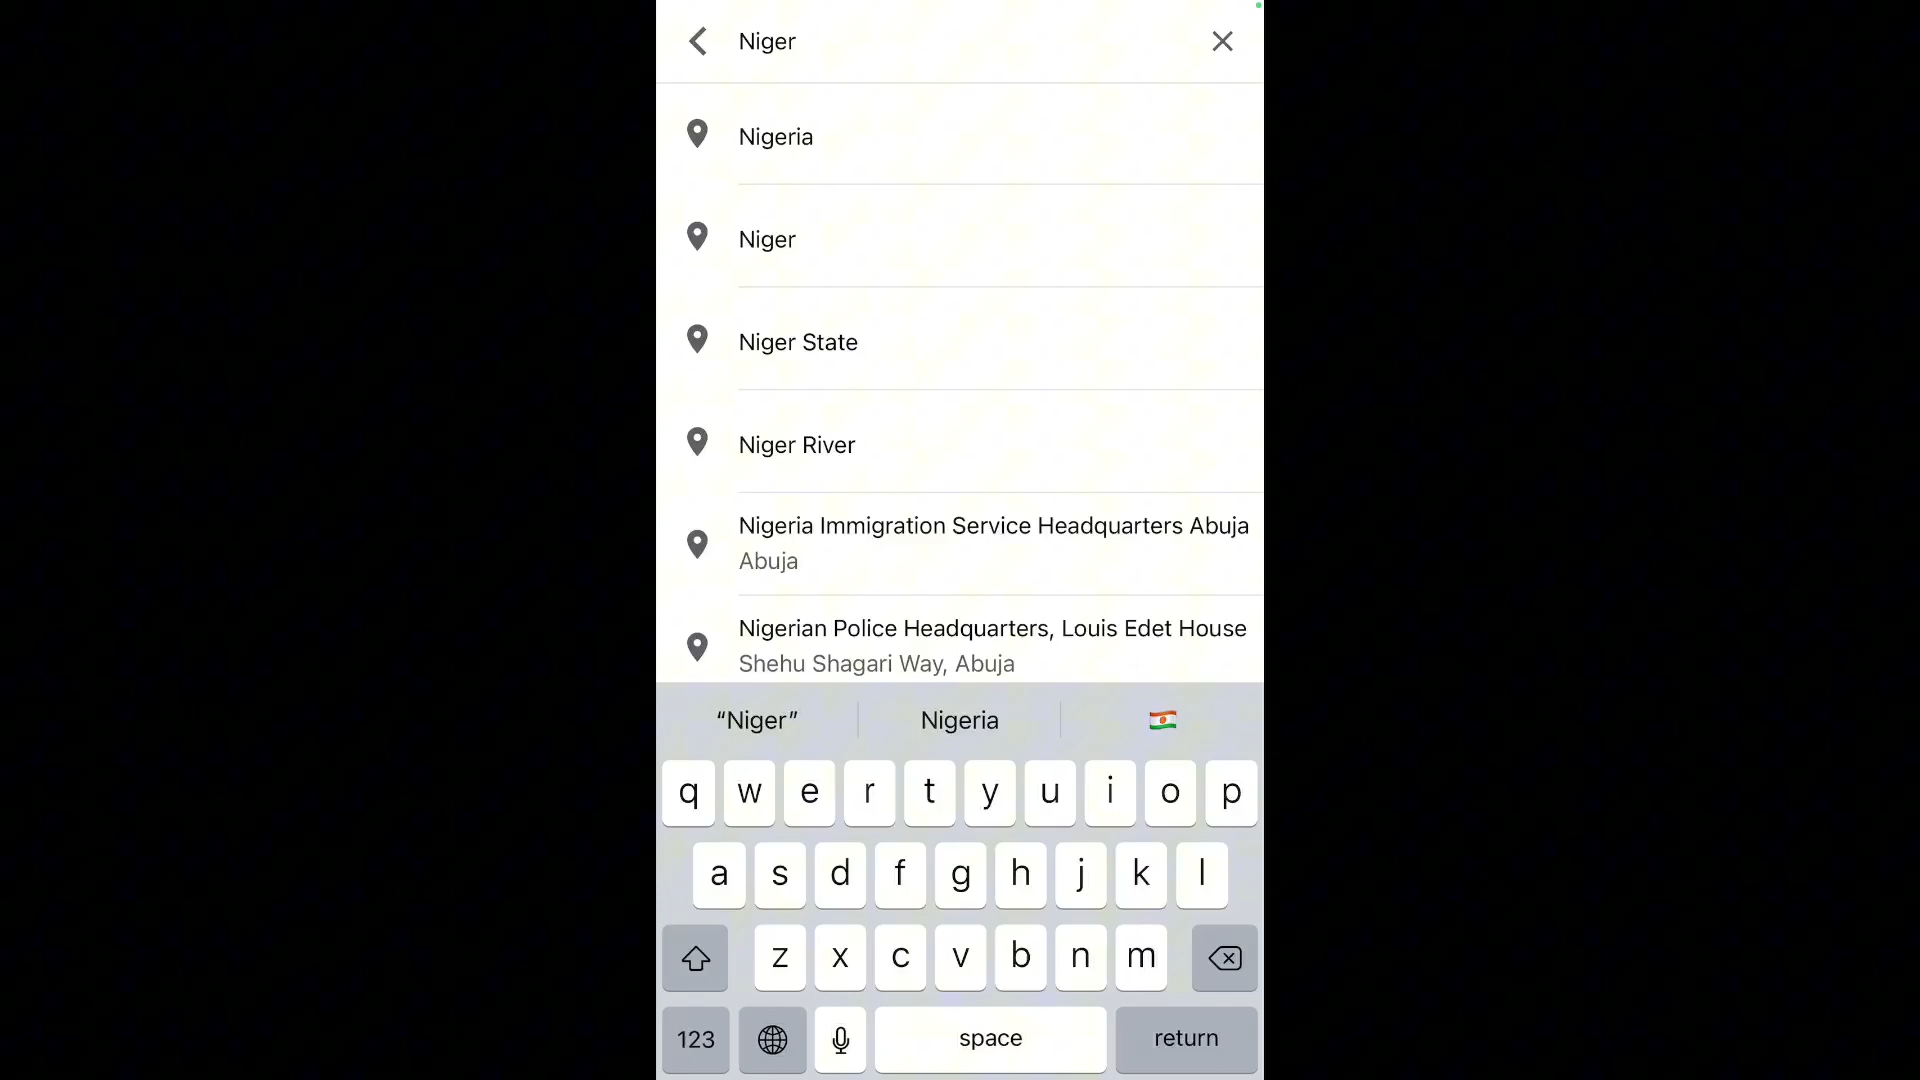 Niger
Nigeria
Niger
Niger State
Niger River
Nigeria Immigration Service Headquarters Abuja
Abuja
Nigerian Police Headquarters, Louis Edet House
Shehu Shagari Way, Abuja
“Niger” Nigeria
q w e r t y u i o p
a s d f g h j k l
z x c v b n m
123 space return